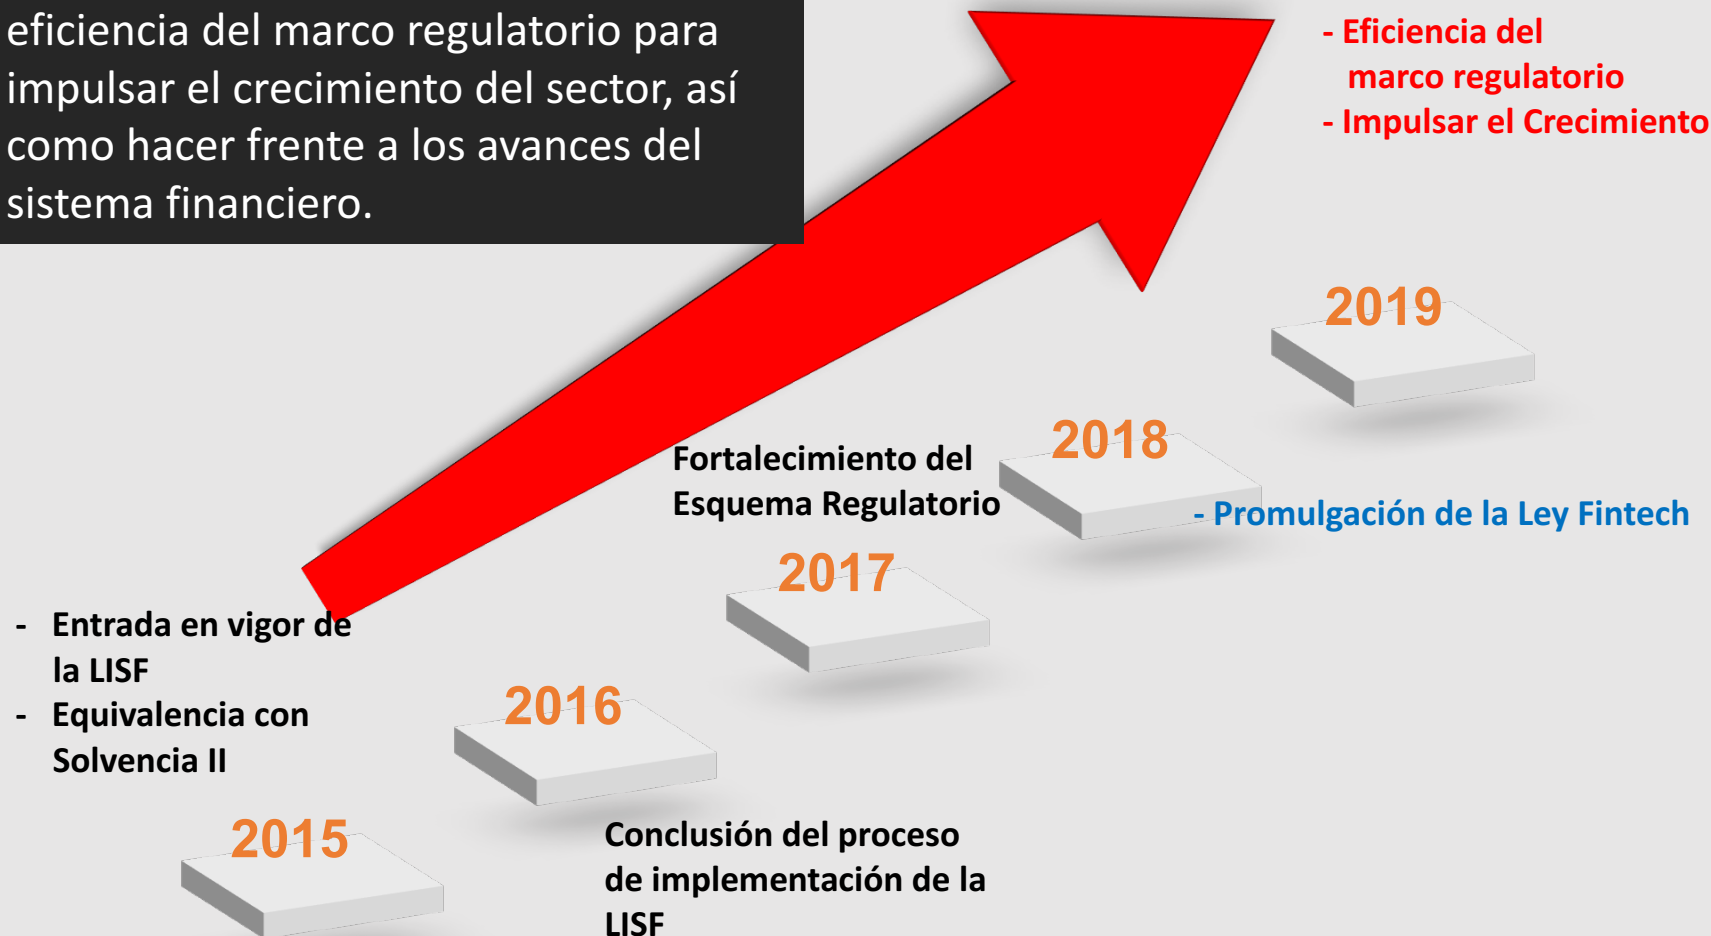 eficiencia del marco regulatorio para
impulsar el crecimiento del sector, así
como hacer frente a los avances del
sistema financiero.
- Eficiencia del
marco regulatorio
- Impulsar el Crecimiento
2019
2018
- Promulgación de la Ley Fintech
Fortalecimiento del
Esquema Regulatorio
2017
- Entrada en vigor de
la LISF
- Equivalencia con
Solvencia II
2016
Conclusión del proceso
de implementación de la
LISF
2015